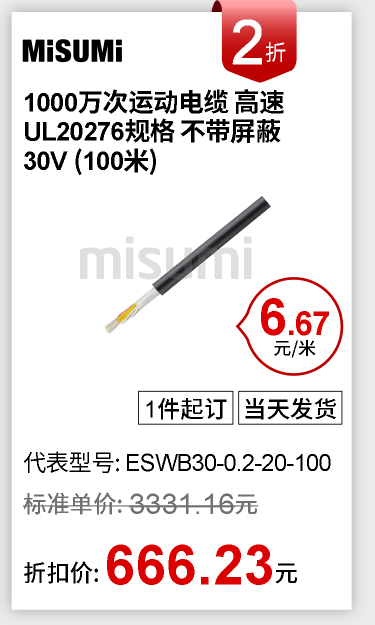 MiSUMi
2折
1000万次运动电缆 高速
UL20276规格 不带屏蔽
30V (100米)
misumi
6.67
元/米
1件起订 当天发货
代表型号: ESWB30-0.2-20-100
标准单价: 3331.16元
折扣价: 666.23元